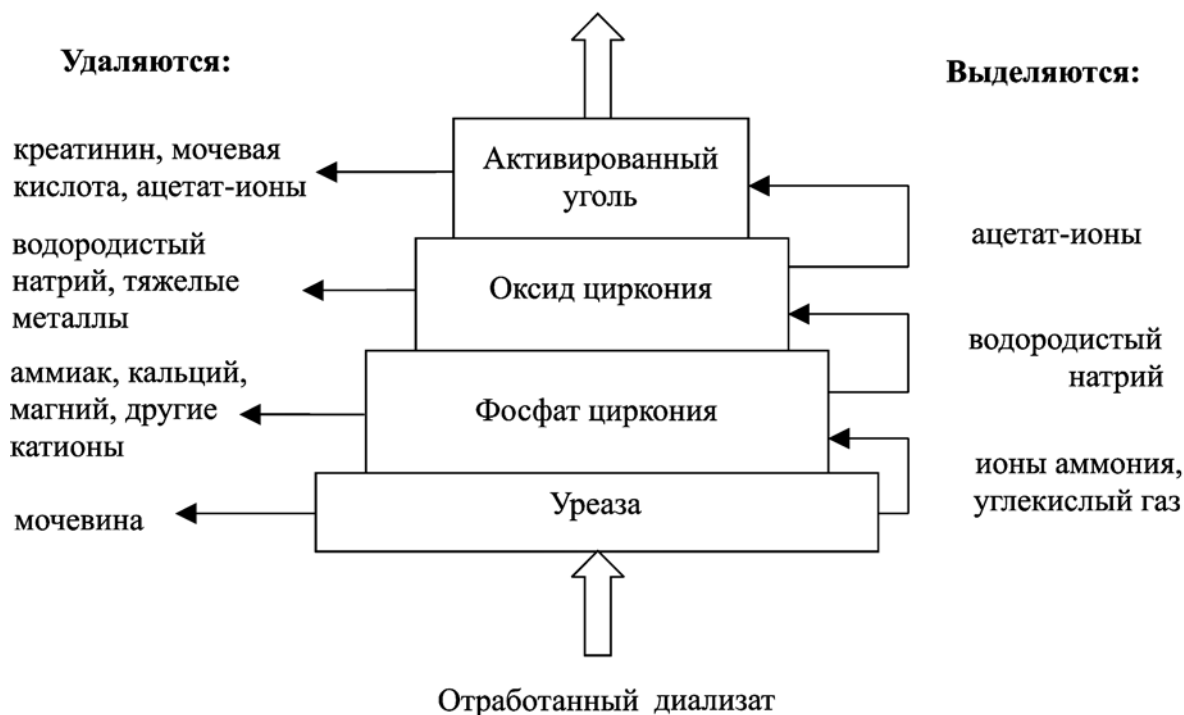 Удаляются:
Выделяются:
креатинин, мочевая
кислота, ацетат-ионы
Активированный
уголь
ацетат-ионы
водородистый
натрий, тяжелые
металлы
Оксид циркония
водородистый
натрий
аммиак, кальций,
магний, другие
катионы
Фосфат циркония
ионы аммония,
углекислый газ
мочевина
Уреаза
Отработанный диализат